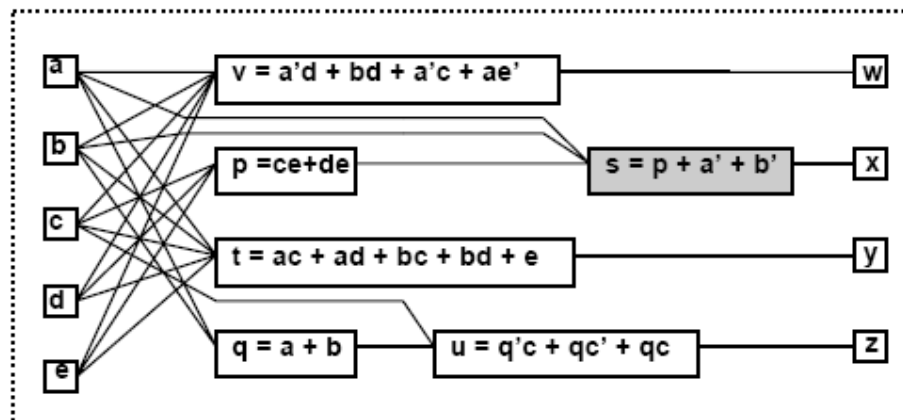 a
v = a’d + bd + a’c + ae’
w
b
p =ce+de
s = p + a’ + b’
x
c
t = ac + ad + bc + bd + e
y
d
q = a + b
u = q’c + qc’ + qc
z
e